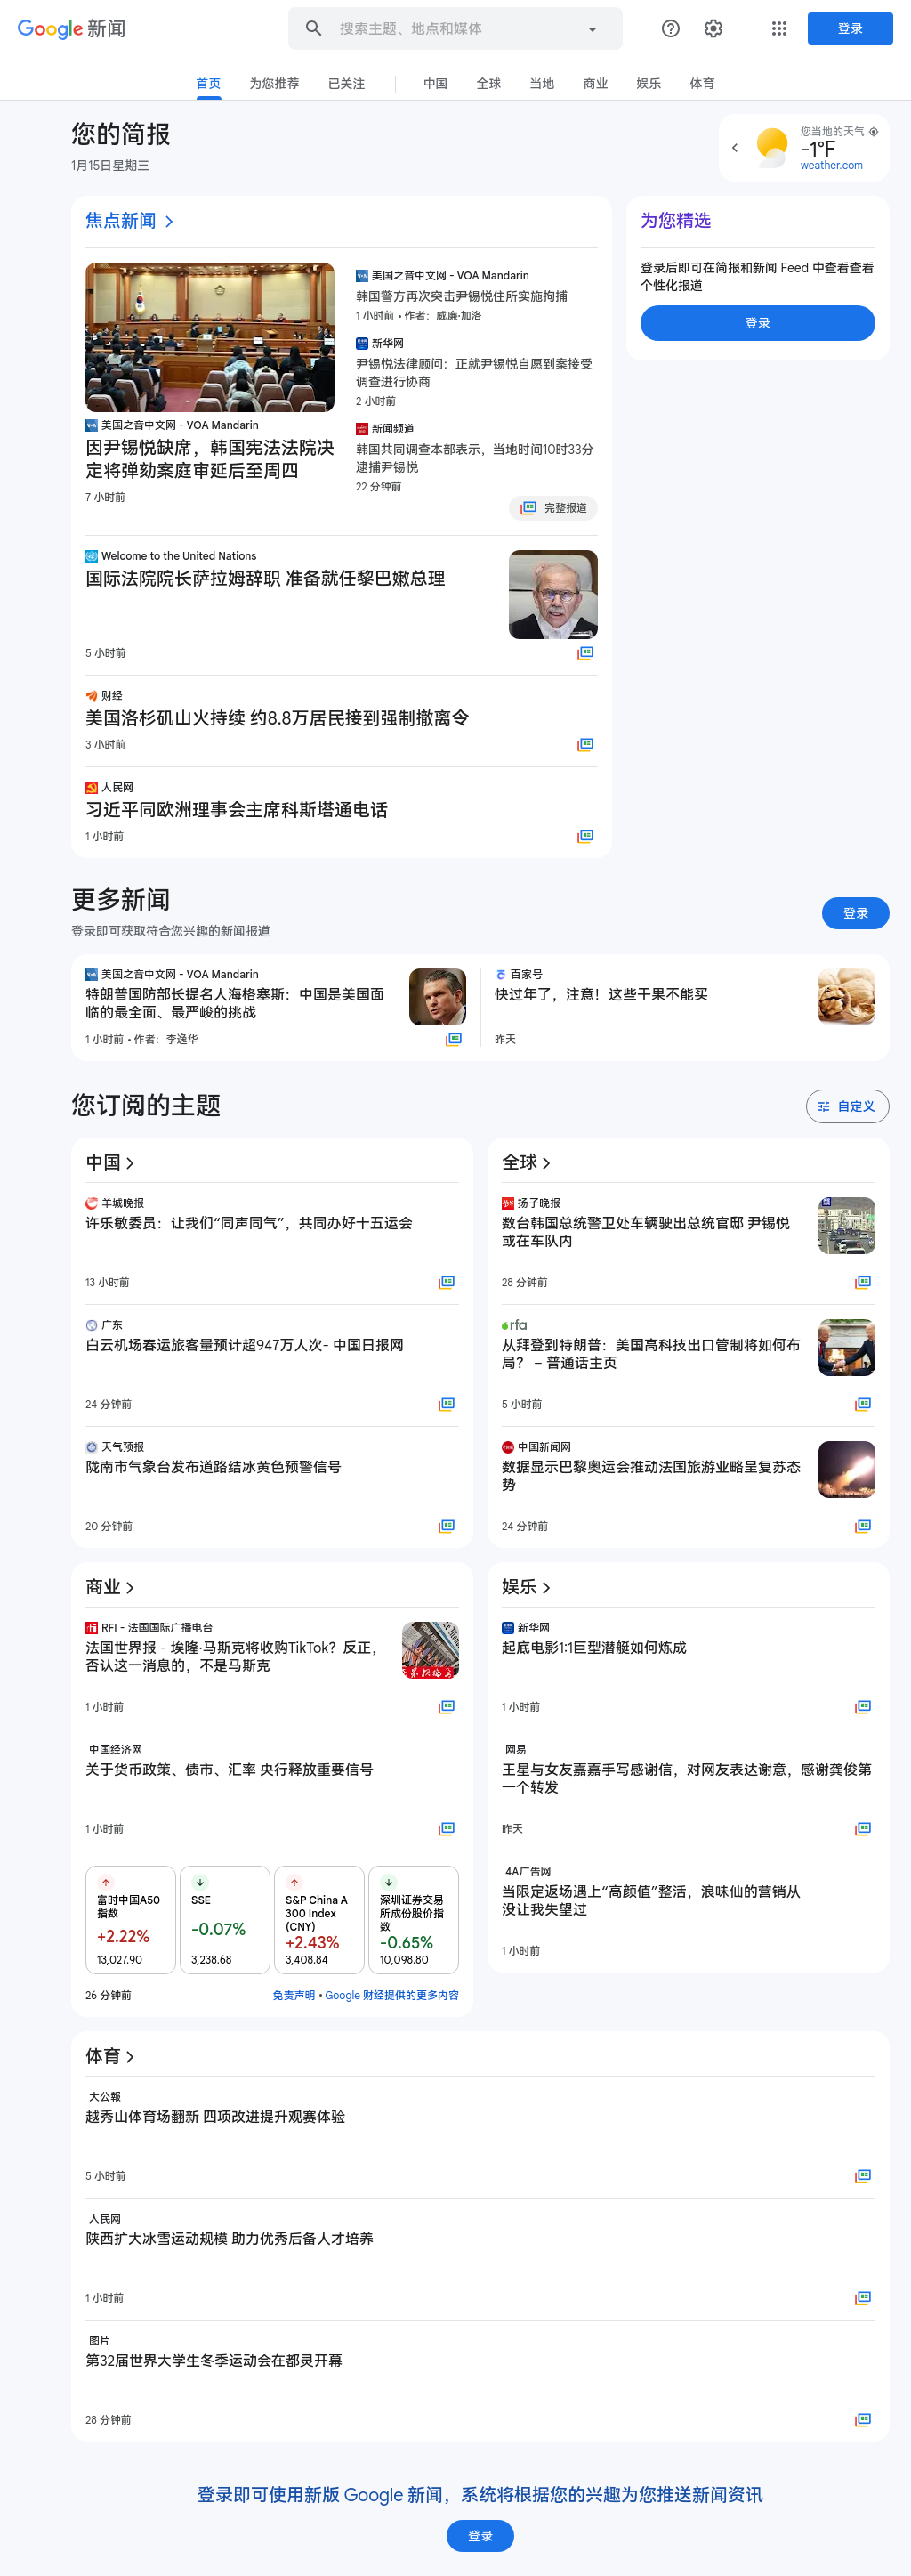 Google 新闻
搜索主题、地点和媒体
登录
首页
为您推荐
已关注
中国
全球
当地
商业
娱乐
体育
您的简报
1月15日星期三
您当地的天气
-1°F
weather.com
焦点新闻
美国之音中文网 - VOA Mandarin
因尹锡悦缺席，韩国宪法法院决
定将弹劾案庭审延后至周四
7 小时前
美国之音中文网 - VOA Mandarin
韩国警方再次突击尹锡悦住所实施拘捕
1 小时前 • 作者：威廉·加洛
新华网
尹锡悦法律顾问：正就尹锡悦自愿到案接受
调查进行协商
2 小时前
新闻频道
韩国共同调查本部表示，当地时间10时33分
逮捕尹锡悦
22 分钟前
完整报道
Welcome to the United Nations
国际法院院长萨拉姆辞职 准备就任黎巴嫩总理
5 小时前
财经
美国洛杉矶山火持续 约8.8万居民接到强制撤离令
3 小时前
人民网
习近平同欧洲理事会主席科斯塔通电话
1 小时前
为您精选
登录后即可在简报和新闻 Feed 中查看查看
个性化报道
登录
更多新闻
登录即可获取符合您兴趣的新闻报道
登录
美国之音中文网 - VOA Mandarin
特朗普国防部长提名人海格塞斯：中国是美国面
临的最全面、最严峻的挑战
1 小时前 • 作者：李逸华
百家号
快过年了，注意！这些干果不能买
昨天
您订阅的主题
自定义
中国
羊城晚报
许乐敏委员：让我们“同声同气”，共同办好十五运会
13 小时前
广东
白云机场春运旅客量预计超947万人次- 中国日报网
24 分钟前
天气预报
陇南市气象台发布道路结冰黄色预警信号
20 分钟前
全球
扬子晚报
数台韩国总统警卫处车辆驶出总统官邸 尹锡悦
或在车队内
28 分钟前
rfa
从拜登到特朗普：美国高科技出口管制将如何布
局？ – 普通话主页
5 小时前
中国新闻网
数据显示巴黎奥运会推动法国旅游业略呈复苏态
势
24 分钟前
商业
RFI - 法国国际广播电台
法国世界报 - 埃隆·马斯克将收购TikTok？反正，
否认这一消息的，不是马斯克
1 小时前
中国经济网
关于货币政策、债市、汇率 央行释放重要信号
1 小时前
富时中国A50
指数
+2.22%
13,027.90
SSE
-0.07%
3,238.68
S&P China A
300 Index
(CNY)
+2.43%
3,408.84
深圳证券交易
所成份股价指
数
-0.65%
10,098.80
26 分钟前
免责声明 • Google 财经提供的更多内容
娱乐
新华网
起底电影1:1巨型潜艇如何炼成
1 小时前
网易
王星与女友嘉嘉手写感谢信，对网友表达谢意，感谢龚俊第
一个转发
昨天
4A广告网
当限定返场遇上“高颜值”整活，浪味仙的营销从
没让我失望过
1 小时前
体育
大公報
越秀山体育场翻新 四项改进提升观赛体验
5 小时前
人民网
陕西扩大冰雪运动规模 助力优秀后备人才培养
1 小时前
图片
第32届世界大学生冬季运动会在都灵开幕
28 分钟前
登录即可使用新版 Google 新闻，系统将根据您的兴趣为您推送新闻资讯
登录